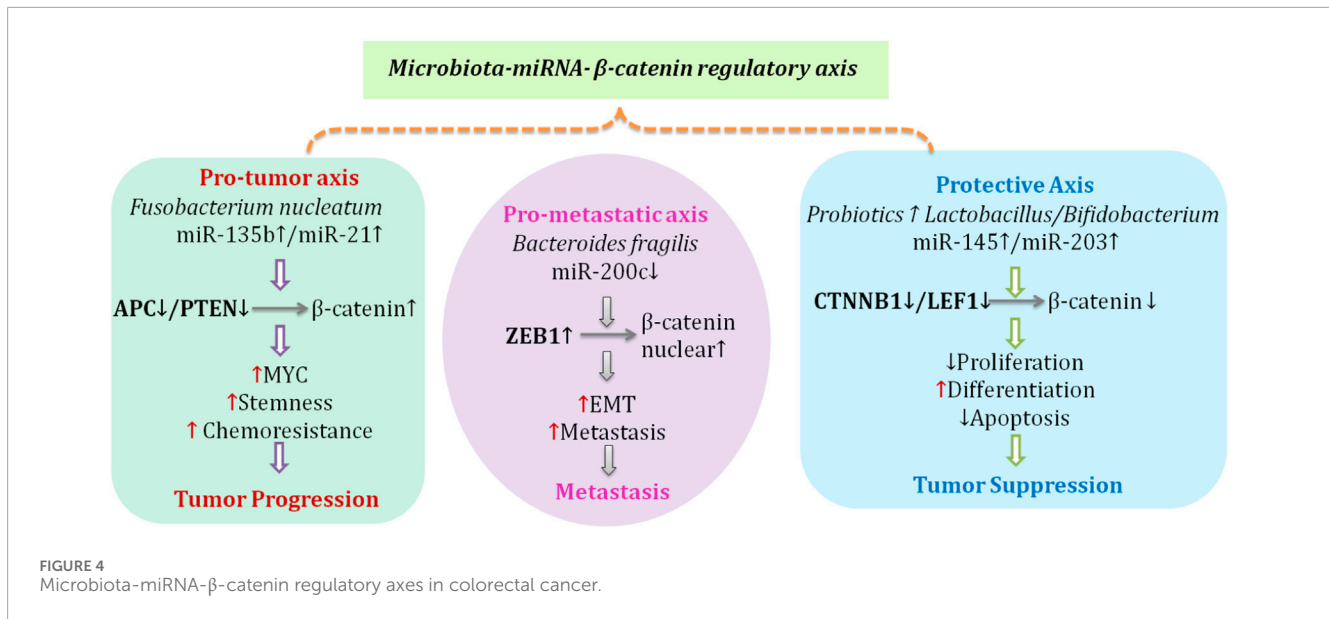 Microbiota-miRNA-β-catenin regulatory axis
Pro-tumor axis
Fusobacterium nucleatum
miR-135b↑/miR-21↑
APC↓/PTEN↓ β-catenin↑
↑MYC
↑Stemness
↑ Chemoresistance
Tumor Progression
Pro-metastatic axis
Bacteroides fragilis
miR-200c↓
ZEB1↑ β-catenin
nuclear↑
↑EMT
↑Metastasis
Metastasis
Protective Axis
Probiotics ↑ Lactobacillus/Bifidobacterium
miR-145↑/miR-203↑
CTNNB1↓/LEF1↓ β-catenin ↓
↓Proliferation
↑Differentiation
↓Apoptosis
Tumor Suppression
FIGURE 4
Microbiota-miRNA-β-catenin regulatory axes in colorectal cancer.